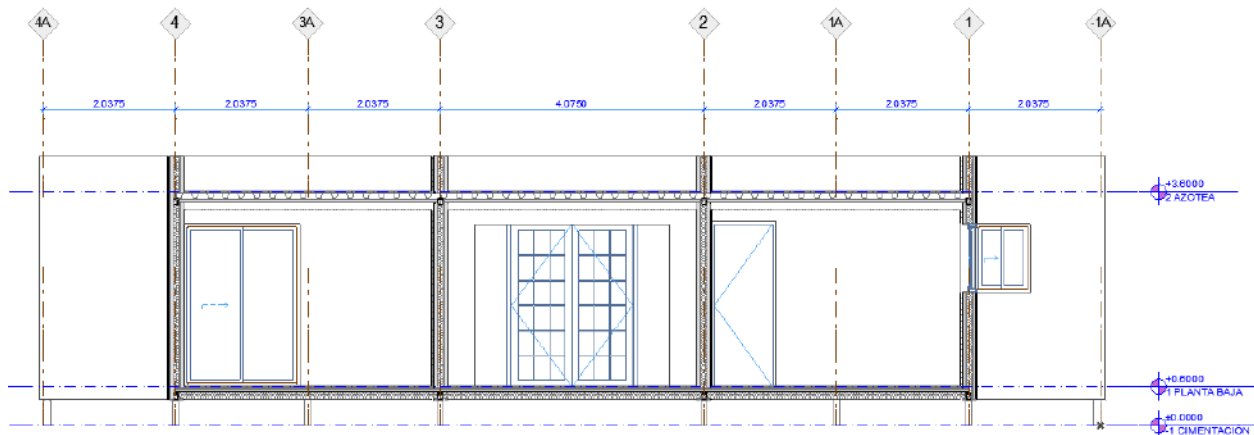 4A 4 3A 3 2 1A 1 -1A
2.0375 2.0375 2.0375 4.0750 2.0375 2.0375 2.0375
+3.6000
2 AZOTEA
+0.6000
1 PLANTA BAJA
±0.0000
-1 CIMENTACIÓN